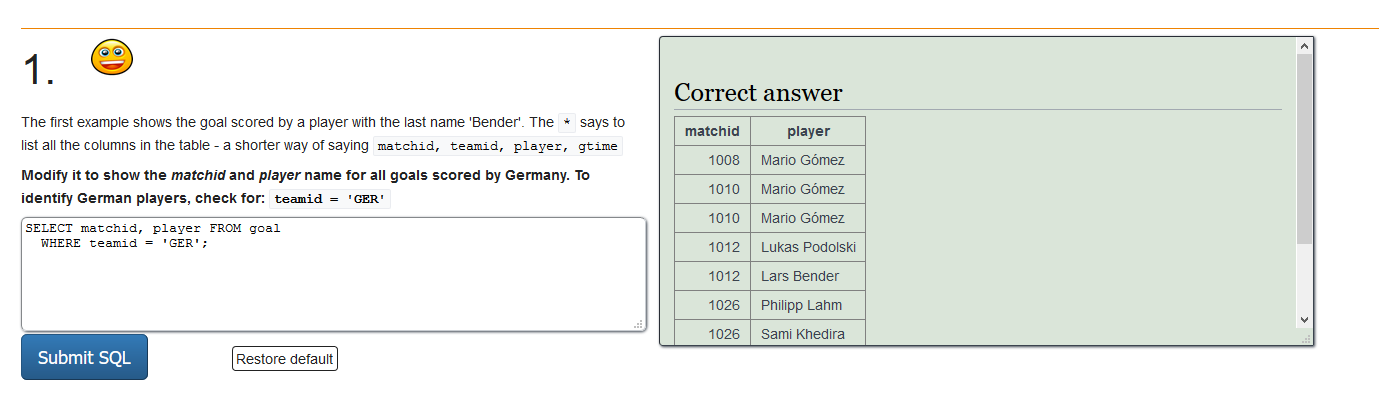 1.
The first example shows the goal scored by a player with the last name 'Bender'. The * says to
list all the columns in the table - a shorter way of saying matchid, teamid, player, gtime
Modify it to show the matchid and player name for all goals scored by Germany. To
identify German players, check for: teamid = 'GER'
SELECT matchid, player FROM goal
WHERE teamid = 'GER';
Submit SQL
Restore default
Correct answer
matchid player
1008 Mario Gómez
1010 Mario Gómez
1010 Mario Gómez
1012 Lukas Podolski
1012 Lars Bender
1026 Philipp Lahm
1026 Sami Khedira